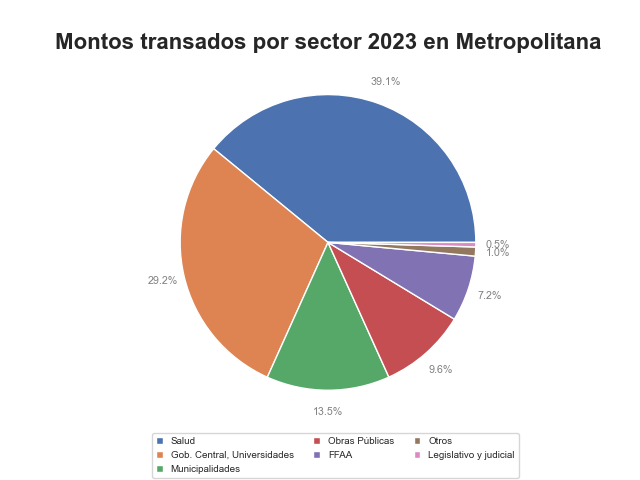 Montos transados por sector 2023 en Metropolitana
39.1%
0.5%
1.0%
29.2%
7.2%
9.6%
13.5%
Salud
Gob. Central, Universidades
Municipalidades
Obras Públicas
FFAA
Otros
Legislativo y judicial